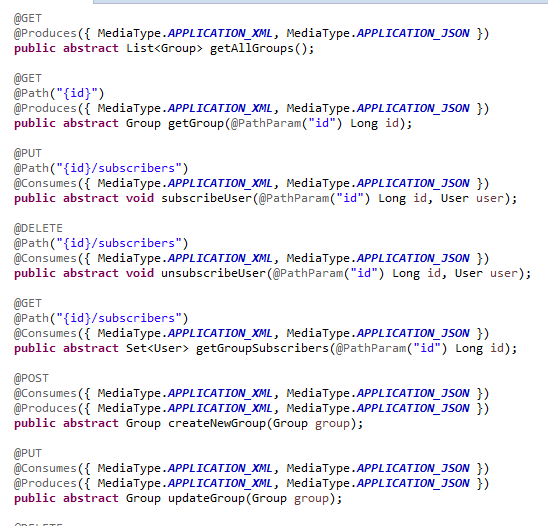 @GET
@Produces({ MediaType.APPLICATION_XML, MediaType.APPLICATION_JSON })
public abstract List<Group> getAllGroups();
@GET
@Path("{id}")
@Produces({ MediaType.APPLICATION_XML, MediaType.APPLICATION_JSON })
public abstract Group getGroup(@PathParam("id") Long id);
@PUT
@Path("{id}/subscribers")
@Consumes({ MediaType.APPLICATION_XML, MediaType.APPLICATION_JSON })
public abstract void subscribeUser(@PathParam("id") Long id, User user);
@DELETE
@Path("{id}/subscribers")
@Consumes({ MediaType.APPLICATION_XML, MediaType.APPLICATION_JSON })
public abstract void unsubscribeUser(@PathParam("id") Long id, User user);
@GET
@Path("{id}/subscribers")
@Consumes({ MediaType.APPLICATION_XML, MediaType.APPLICATION_JSON })
public abstract Set<User> getGroupSubscribers(@PathParam("id") Long id);
@POST
@Consumes({ MediaType.APPLICATION_XML, MediaType.APPLICATION_JSON })
@Produces({ MediaType.APPLICATION_XML, MediaType.APPLICATION_JSON })
public abstract Group createNewGroup(Group group);
@PUT
@Consumes({ MediaType.APPLICATION_XML, MediaType.APPLICATION_JSON })
@Produces({ MediaType.APPLICATION_XML, MediaType.APPLICATION_JSON })
public abstract Group updateGroup(Group group);